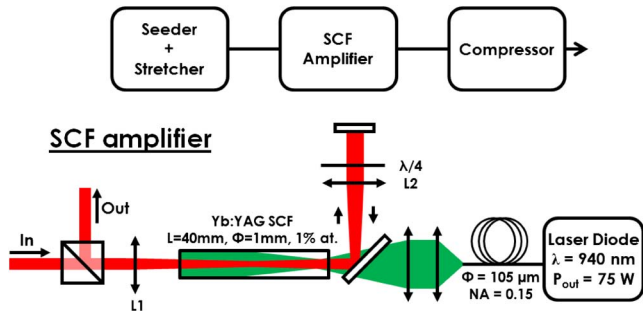 Seeder
+
Stretcher
SCF
Amplifier
Compressor
SCF amplifier
λ/4
L2
Out
Yb:YAG SCF
L=40mm, Φ=1mm, 1% at.
In
L1
Φ = 105 µm
NA = 0.15
Laser Diode
λ = 940 nm
Pout = 75 W